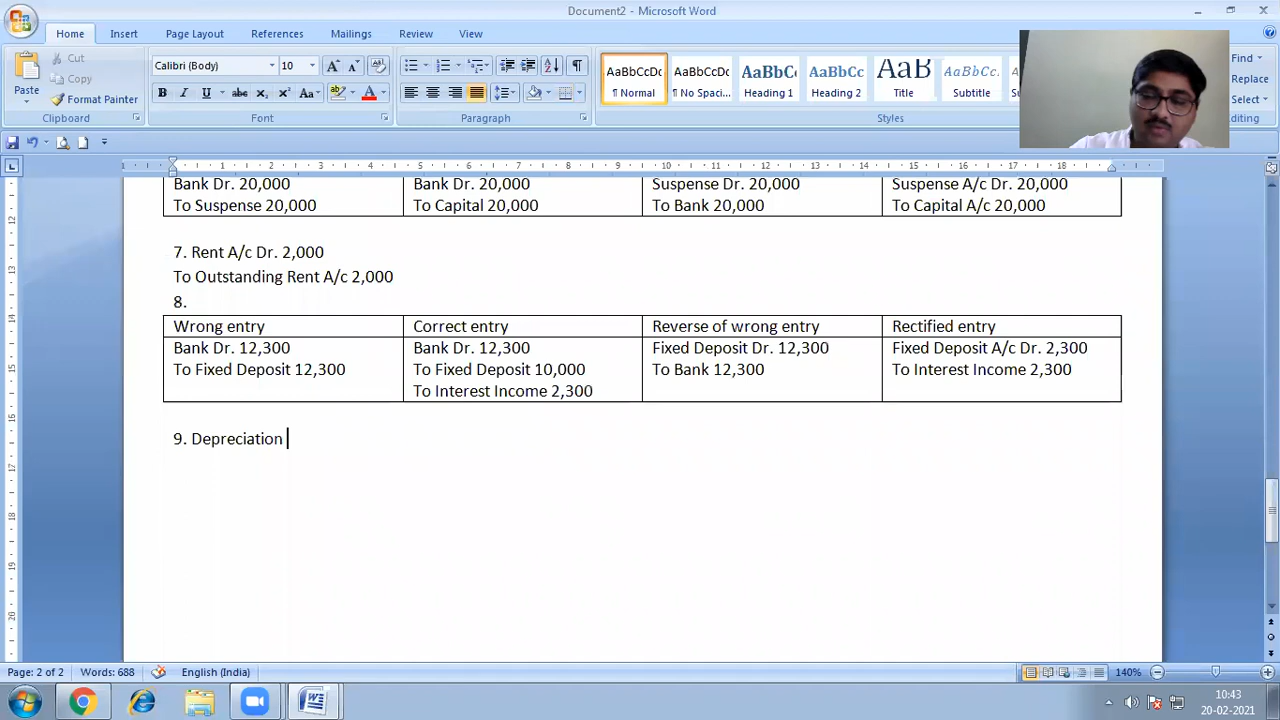 Document2 - Microsoft Word
Home Insert Page Layout References Mailings Review View
Paste
Cut
Copy
Format Painter
Clipboard
Calibri (Body) 10
Font
Paragraph
AaBbCcDc AaBbCcDc AaBbC AaBbCc AaB AaBbCcI
¶ Normal ¶ No Spaci... Heading 1 Heading 2 Title Subtitle
Styles
Find
Replace
Select
Editing
Bank Dr. 20,000 Bank Dr. 20,000 Suspense Dr. 20,000 Suspense A/c Dr. 20,000
To Suspense 20,000 To Capital 20,000 To Bank 20,000 To Capital A/c 20,000
7. Rent A/c Dr. 2,000
To Outstanding Rent A/c 2,000
8.
Wrong entry Correct entry Reverse of wrong entry Rectified entry
Bank Dr. 12,300 Bank Dr. 12,300 Fixed Deposit Dr. 12,300 Fixed Deposit A/c Dr. 2,300
To Fixed Deposit 12,300 To Fixed Deposit 10,000 To Bank 12,300 To Interest Income 2,300
To Interest Income 2,300
9. Depreciation
Page: 2 of 2 Words: 688 English (India) 140%
10:43
20-02-2021